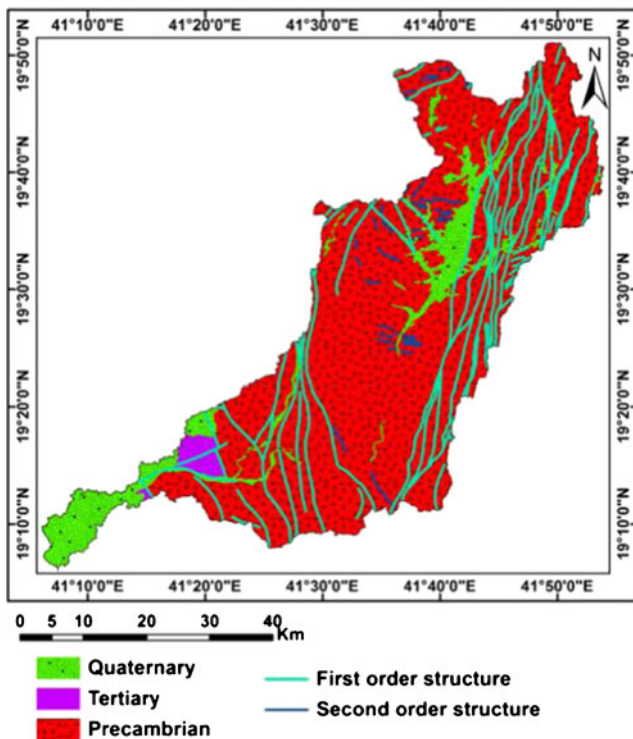 41°10'0"E 41°20'0"E 41°30'0"E 41°40'0"E 41°50'0"E
N
19°50'0"N 19°50'0"N
19°40'0"N 19°40'0"N
19°30'0"N 19°30'0"N
19°20'0"N 19°20'0"N
19°10'0"N 19°10'0"N
41°10'0"E 41°20'0"E 41°30'0"E 41°40'0"E 41°50'0"E
0 5 10 20 30 40
Km
Quaternary
Tertiary
Precambrian
First order structure
Second order structure